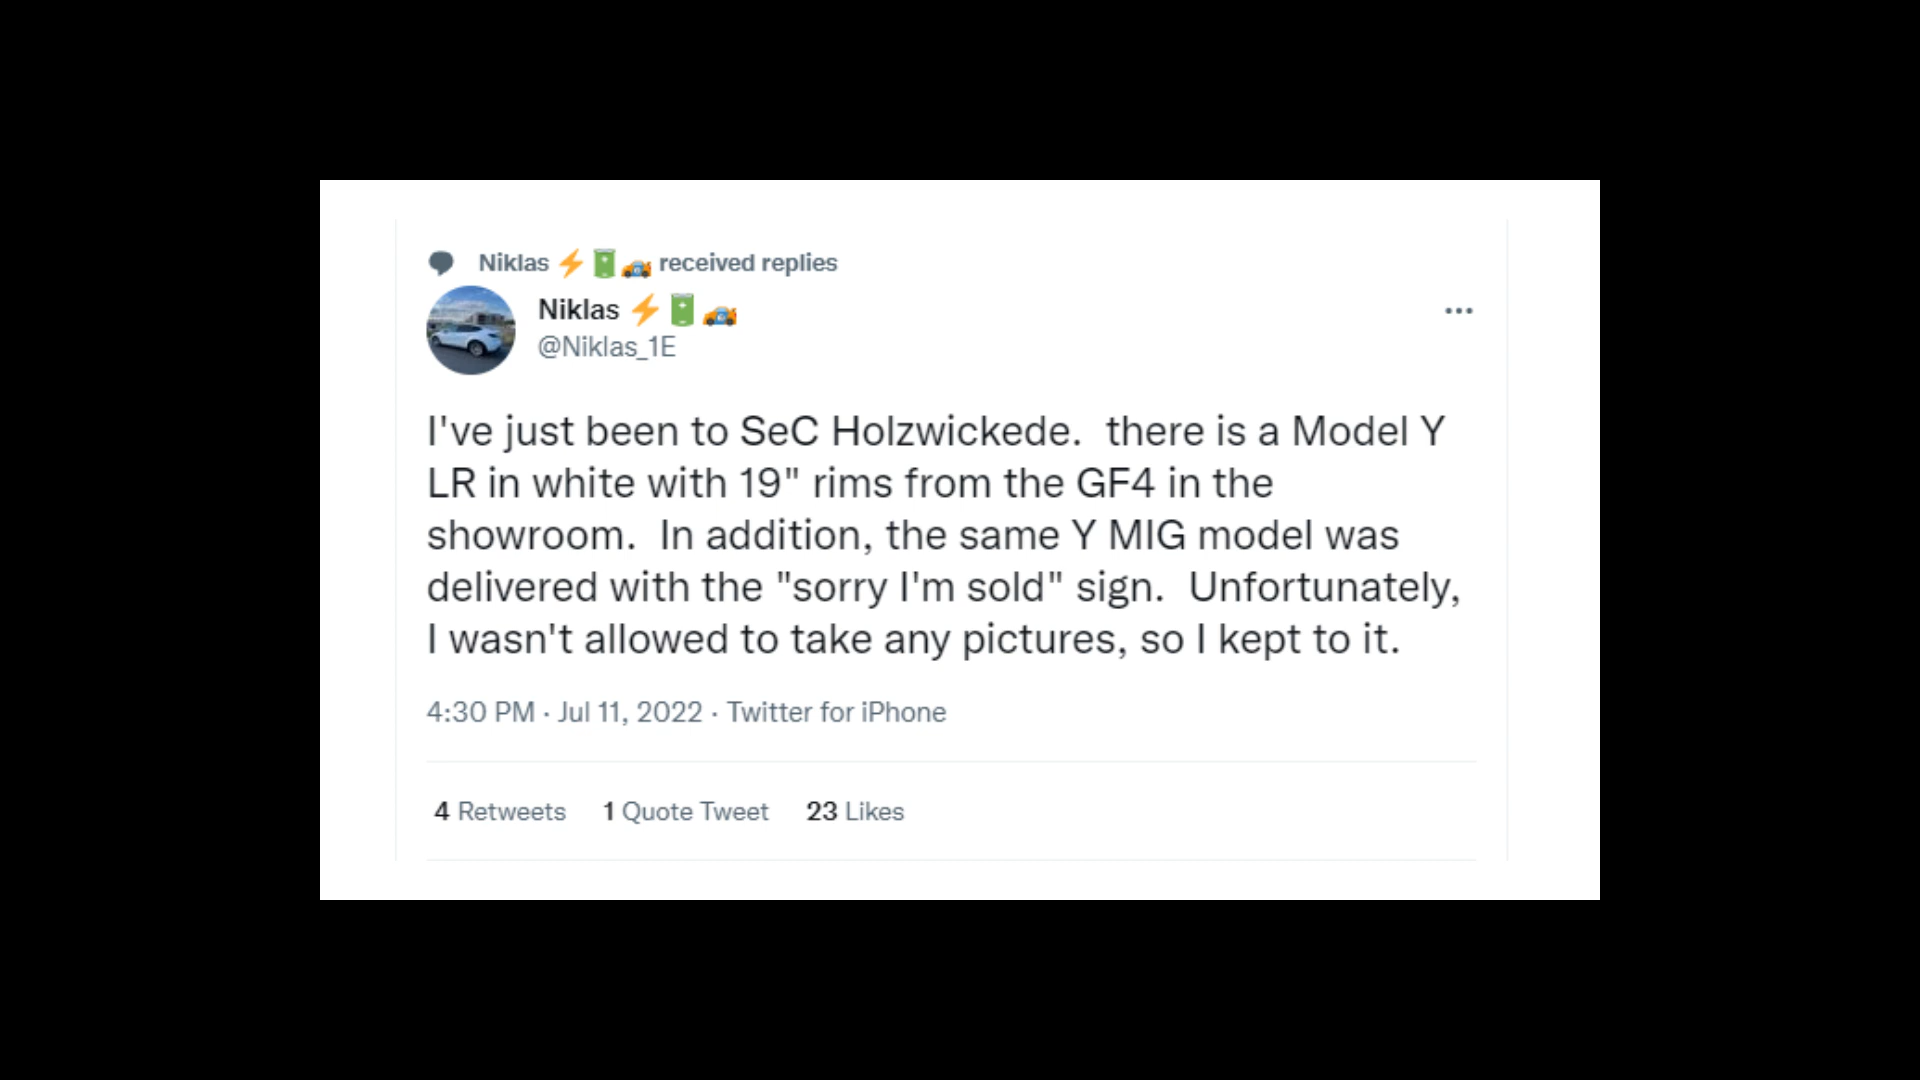 Niklas ⚡🔋🏎️ received replies
Niklas ⚡🔋🏎️
@Niklas_1E
I've just been to SeC Holzwickede.  there is a Model Y
LR in white with 19" rims from the GF4 in the
showroom.  In addition, the same Y MIG model was
delivered with the "sorry I'm sold" sign.  Unfortunately,
I wasn't allowed to take any pictures, so I kept to it.
4:30 PM · Jul 11, 2022 · Twitter for iPhone
4 Retweets 1 Quote Tweet 23 Likes